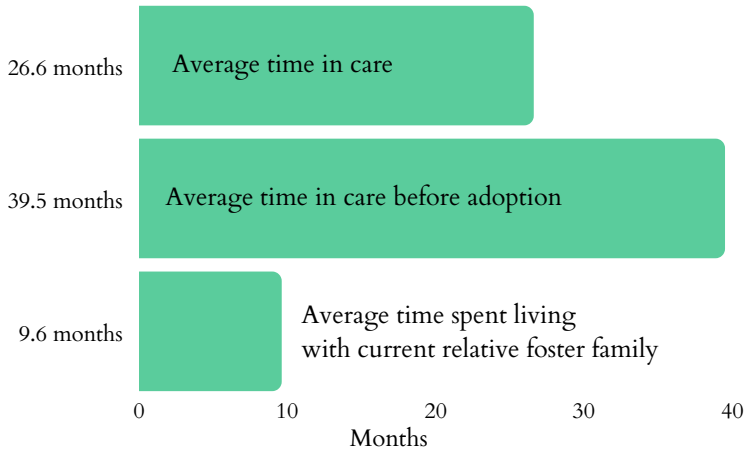 26.6 months
Average time in care
39.5 months
Average time in care before adoption
9.6 months
Average time spent living
with current relative foster family
0 10 20 30 40
Months